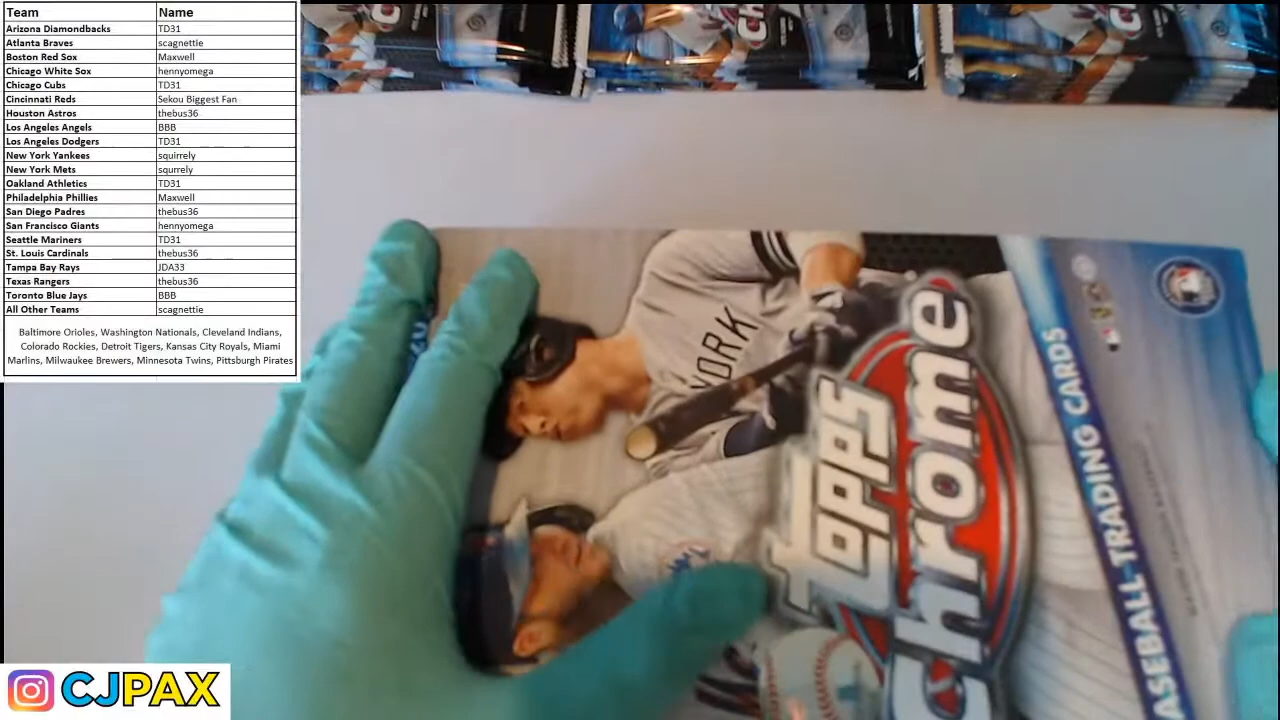 Team Name
Arizona Diamondbacks TD31
Atlanta Braves scagnettie
Boston Red Sox Maxwell
Chicago White Sox hennyomega
Chicago Cubs TD31
Cincinnati Reds Sekou Biggest Fan
Houston Astros thebus36
Los Angeles Angels BBB
Los Angeles Dodgers TD31
New York Yankees squirrely
New York Mets squrrely
Oakland Athletics TD31
Philadelphia Phillies Maxwell
San Diego Padres thebus36
San Francisco Giants hennyomega
Seattle Mariners TD31
St. Louis Cardinals thebus36
Tampa Bay Rays JDA33
Texas Rangers thebus36
Toronto Blue Jays BBB
All Other Teams scagnettie
Baltimore Orioles, Washington Nationals, Cleveland Indians,
Colorado Rockies, Detroit Tigers, Kansas City Royals, Miami
Marlins, Milwaukee Brewers, Minnesota Twins, Pittsburgh Pirates
YORK
Topps
Chrome
ASEBALL TRADING CARDS
CJPAX